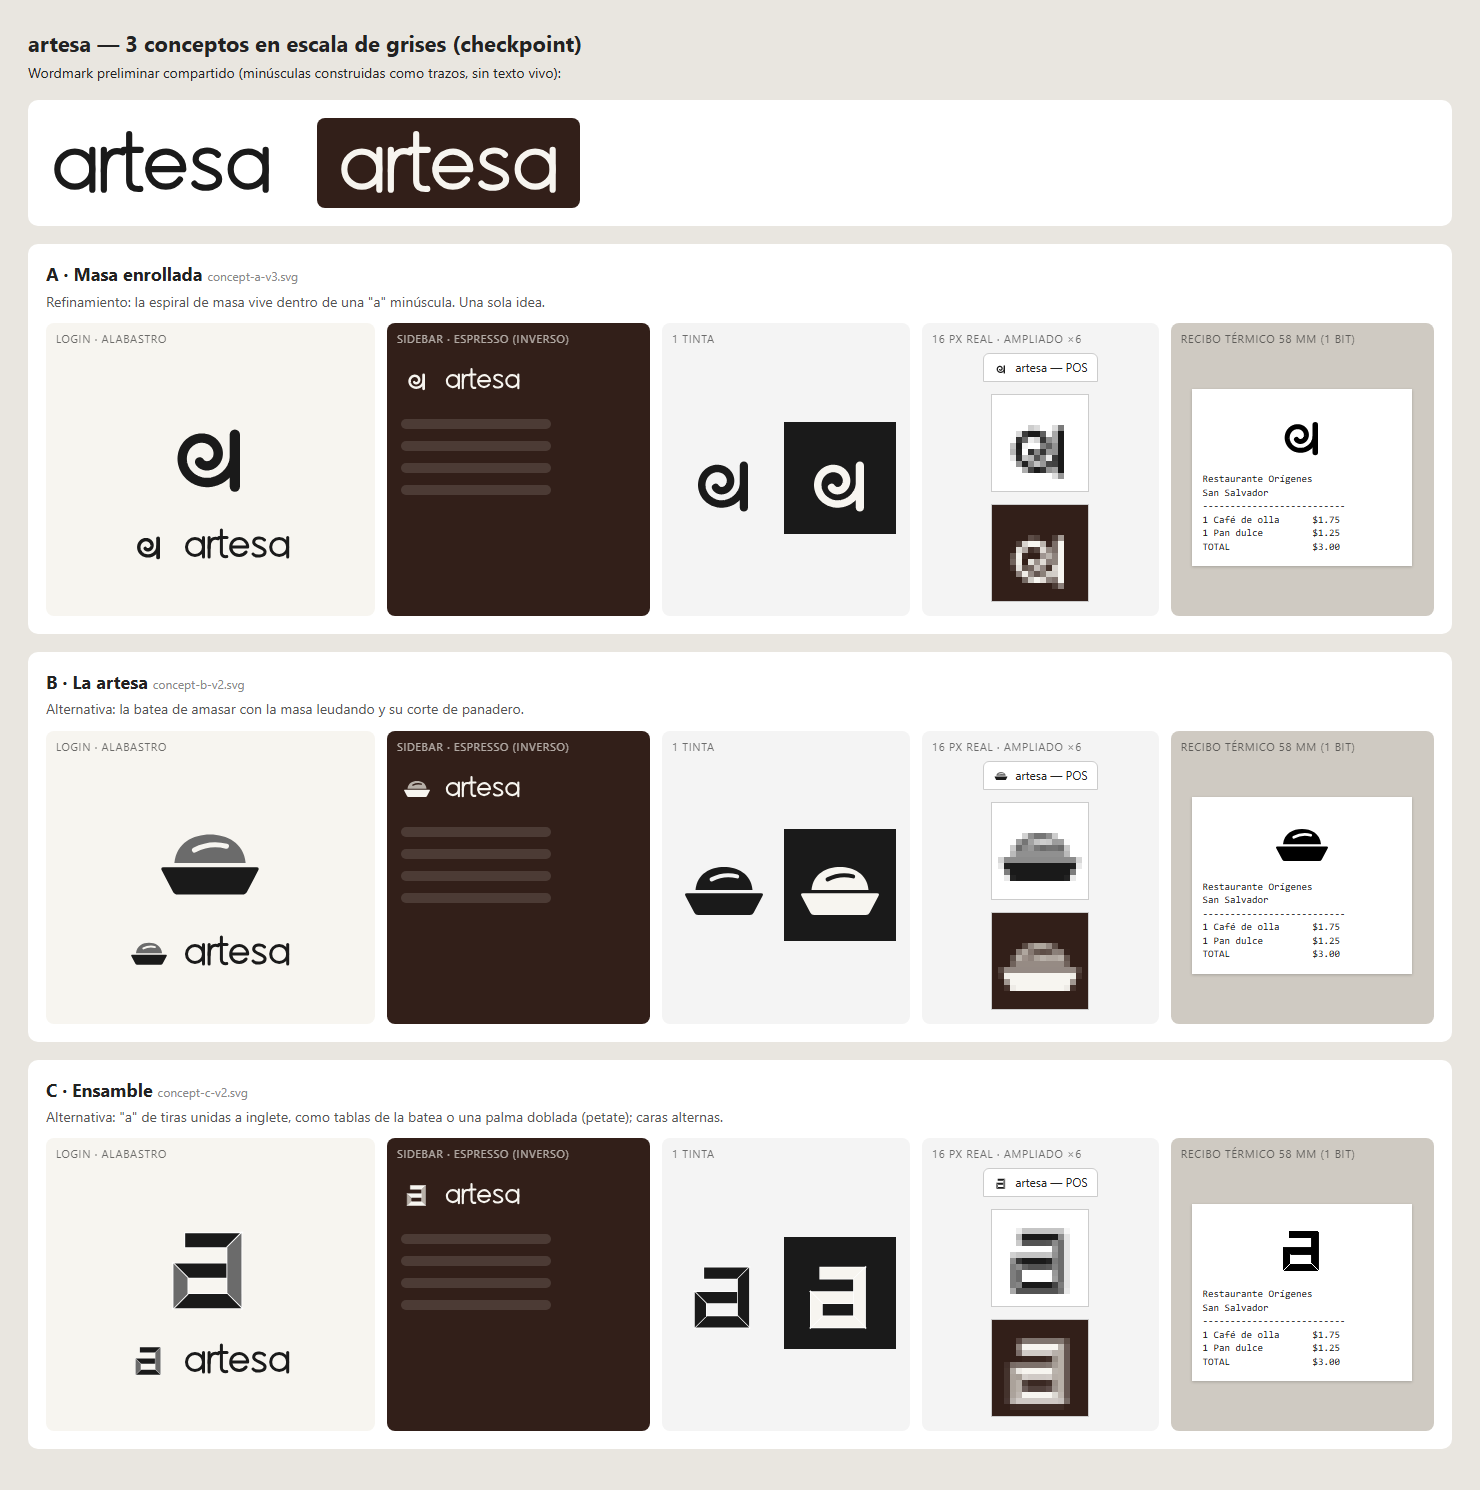 artesa — 3 conceptos en escala de grises (checkpoint)
Wordmark preliminar compartido (minúsculas construidas como trazos, sin texto vivo):
artesa artesa
A · Masa enrollada concept-a-v3.svg
Refinamiento: la espiral de masa vive dentro de una "a" minúscula. Una sola idea.
LOGIN · ALABASTRO
a
a artesa
SIDEBAR · ESPRESSO (INVERSO)
a artesa
1 TINTA
a a
16 PX REAL · AMPLIADO ×6
a artesa — POS
a
a
RECIBO TÉRMICO 58 MM (1 BIT)
a
Restaurante Orígenes
San Salvador
--------------------------
1 Café de olla $1.75
1 Pan dulce $1.25
TOTAL $3.00
B · La artesa concept-b-v2.svg
Alternativa: la batea de amasar con la masa leudando y su corte de panadero.
LOGIN · ALABASTRO
artesa
SIDEBAR · ESPRESSO (INVERSO)
artesa
1 TINTA
16 PX REAL · AMPLIADO ×6
artesa — POS
RECIBO TÉRMICO 58 MM (1 BIT)
Restaurante Orígenes
San Salvador
--------------------------
1 Café de olla $1.75
1 Pan dulce $1.25
TOTAL $3.00
C · Ensamble concept-c-v2.svg
Alternativa: "a" de tiras unidas a inglete, como tablas de la batea o una palma doblada (petate); caras alternas.
LOGIN · ALABASTRO
a
a artesa
SIDEBAR · ESPRESSO (INVERSO)
a artesa
1 TINTA
a a
16 PX REAL · AMPLIADO ×6
a artesa — POS
a
a
RECIBO TÉRMICO 58 MM (1 BIT)
a
Restaurante Orígenes
San Salvador
--------------------------
1 Café de olla $1.75
1 Pan dulce $1.25
TOTAL $3.00